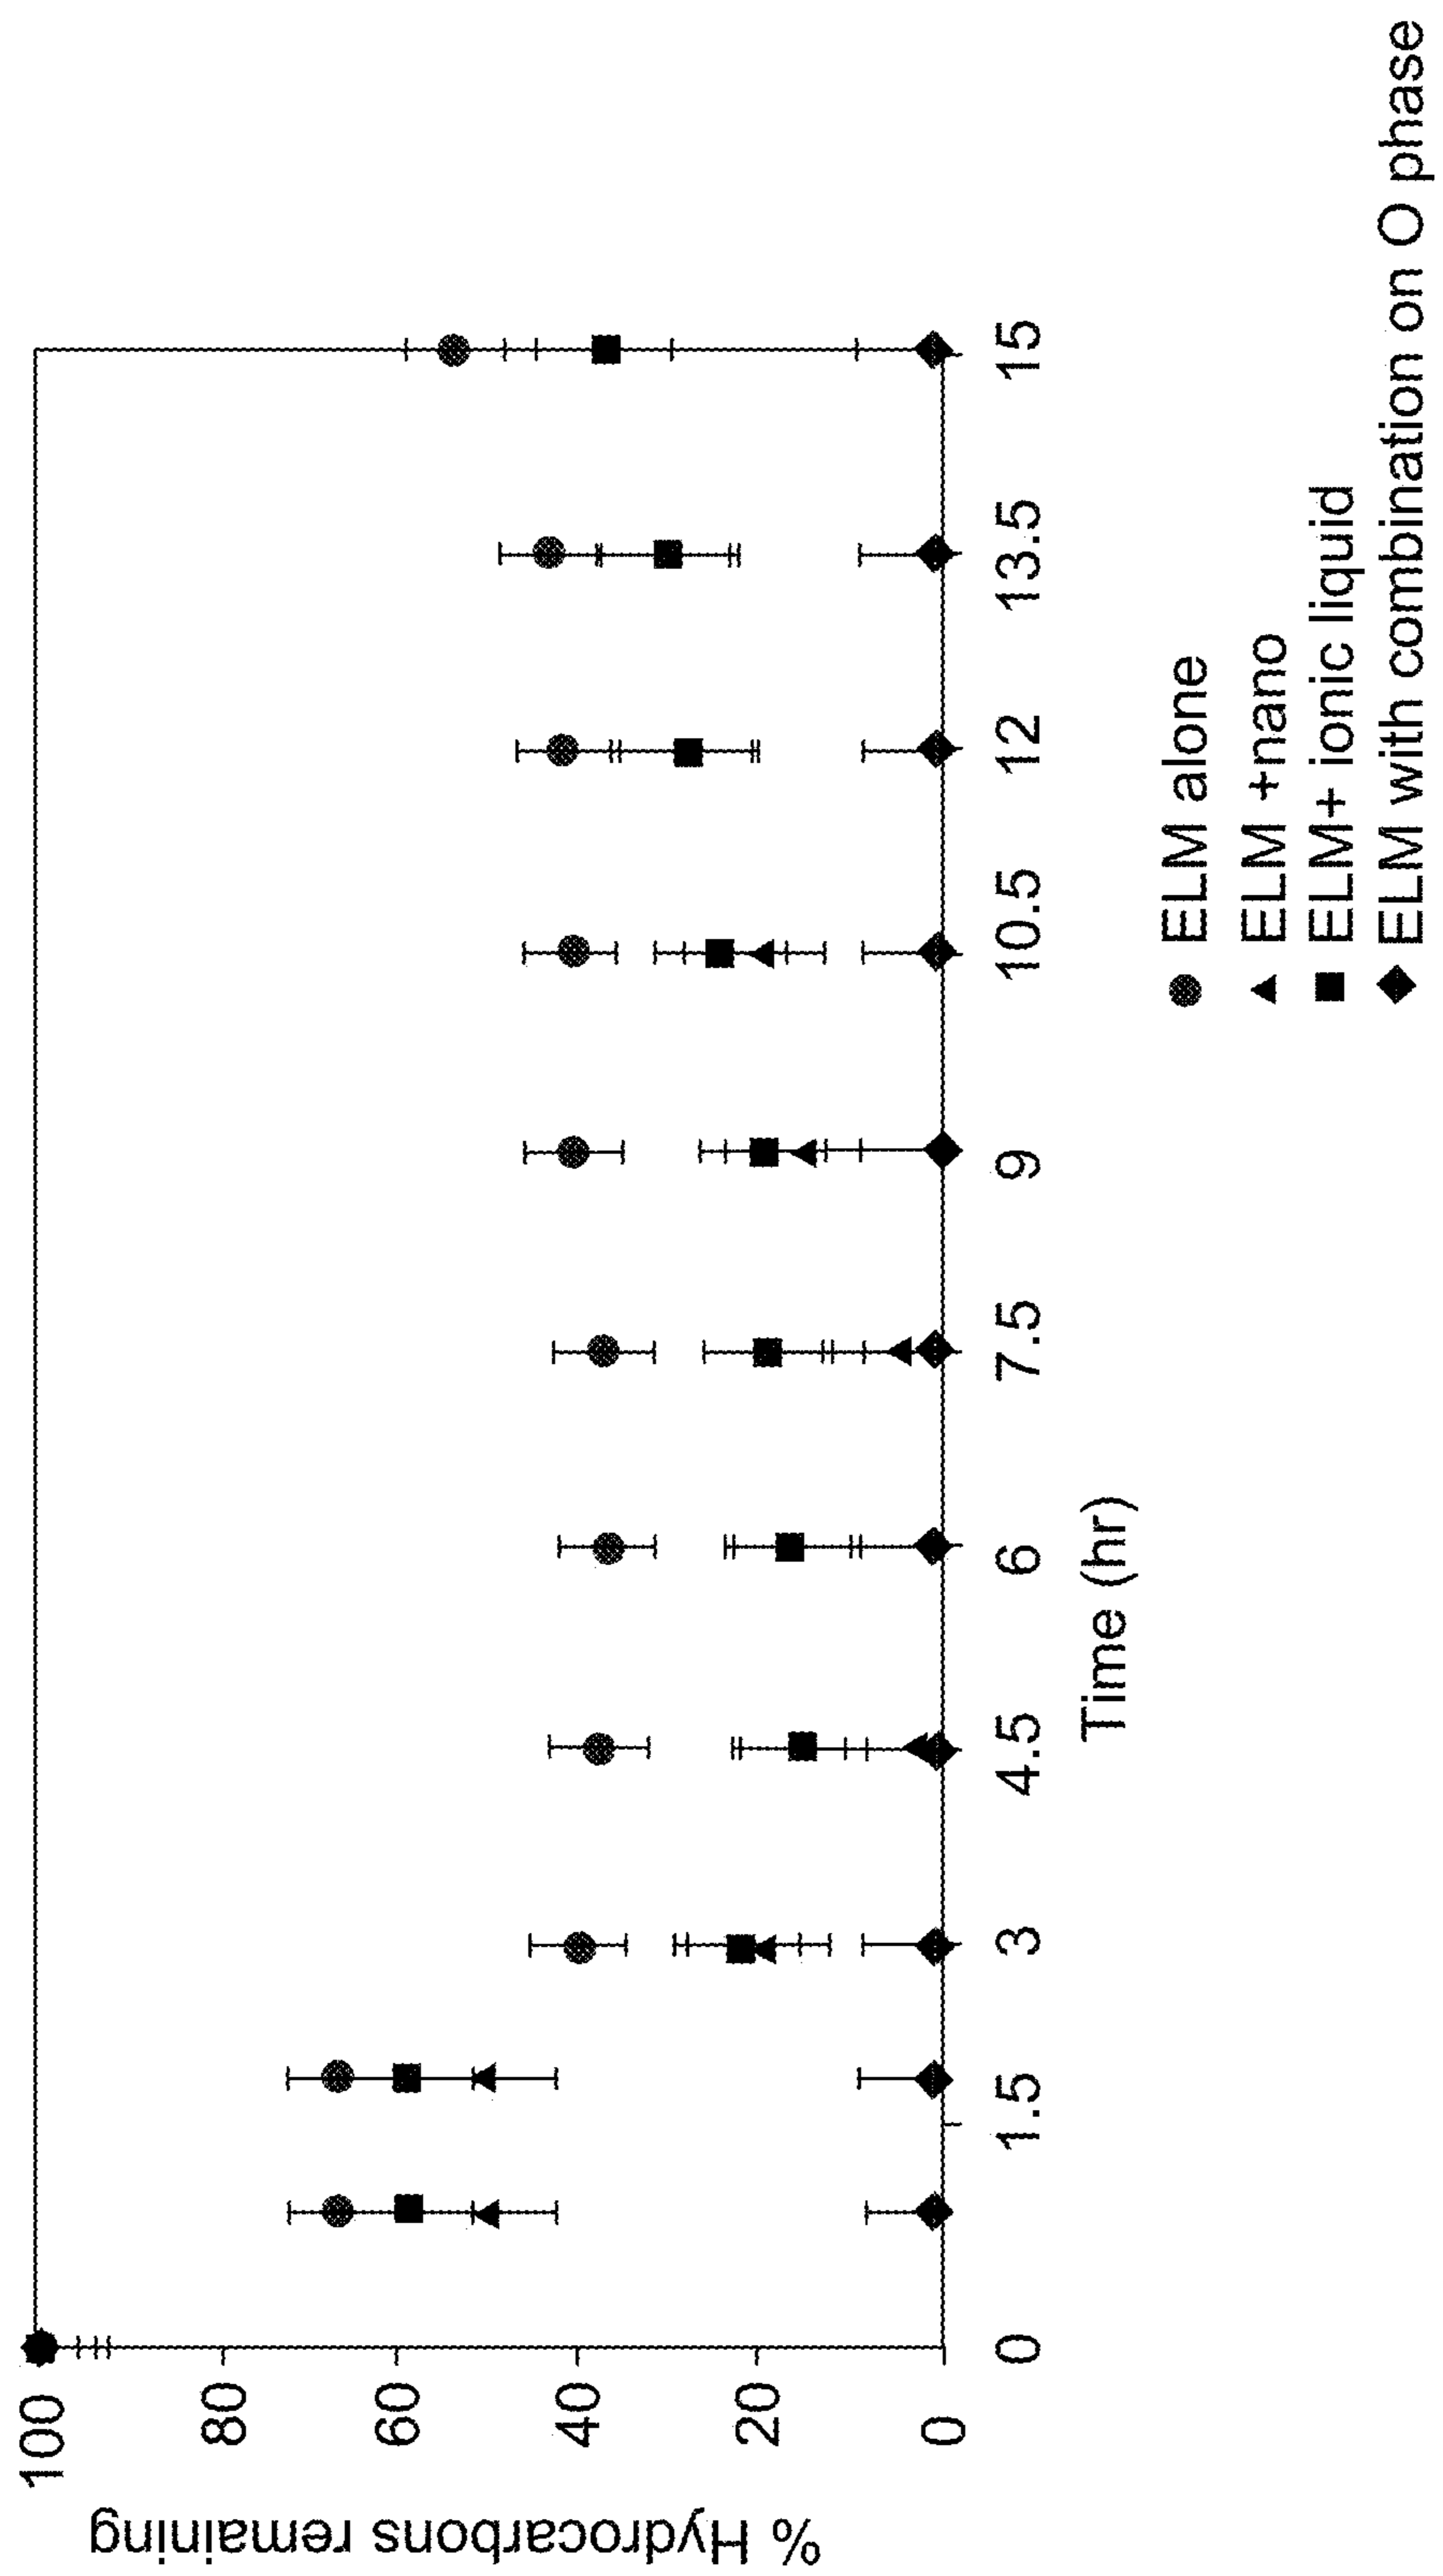 % Hydrocarbons remaining
100
80
60
40
20
0
0 1.5 3 4.5 6 7.5 9 10.5 12 13.5 15
Time (hr)
ELM alone
ELM +nano
ELM+ ionic liquid
ELM with combination on O phase